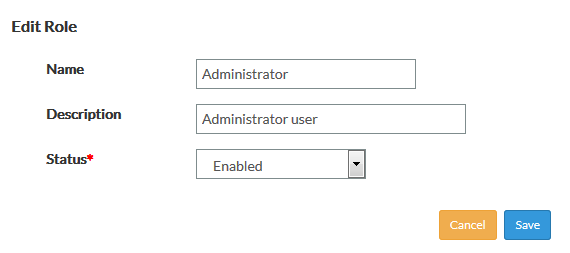 Edit Role
Name Administrator
Description Administrator user
Status* Enabled
Cancel Save